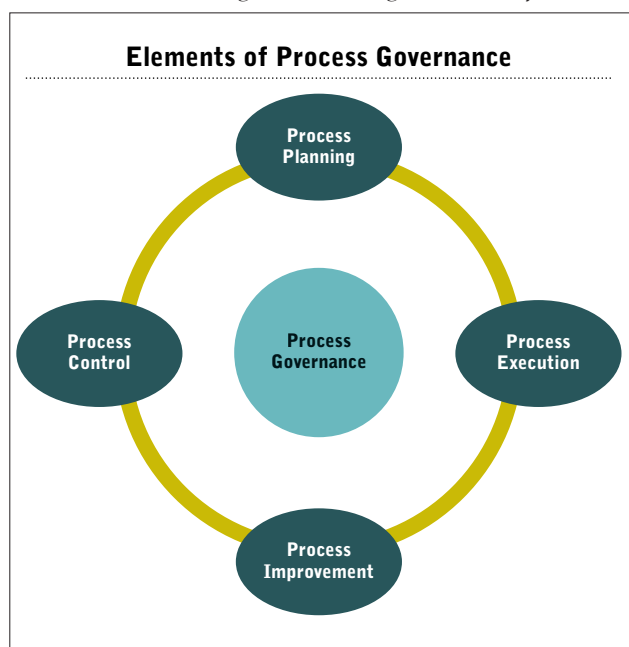 Elements of Process Governance
Process
Planning
Process
Control
Process
Governance
Process
Execution
Process
Improvement